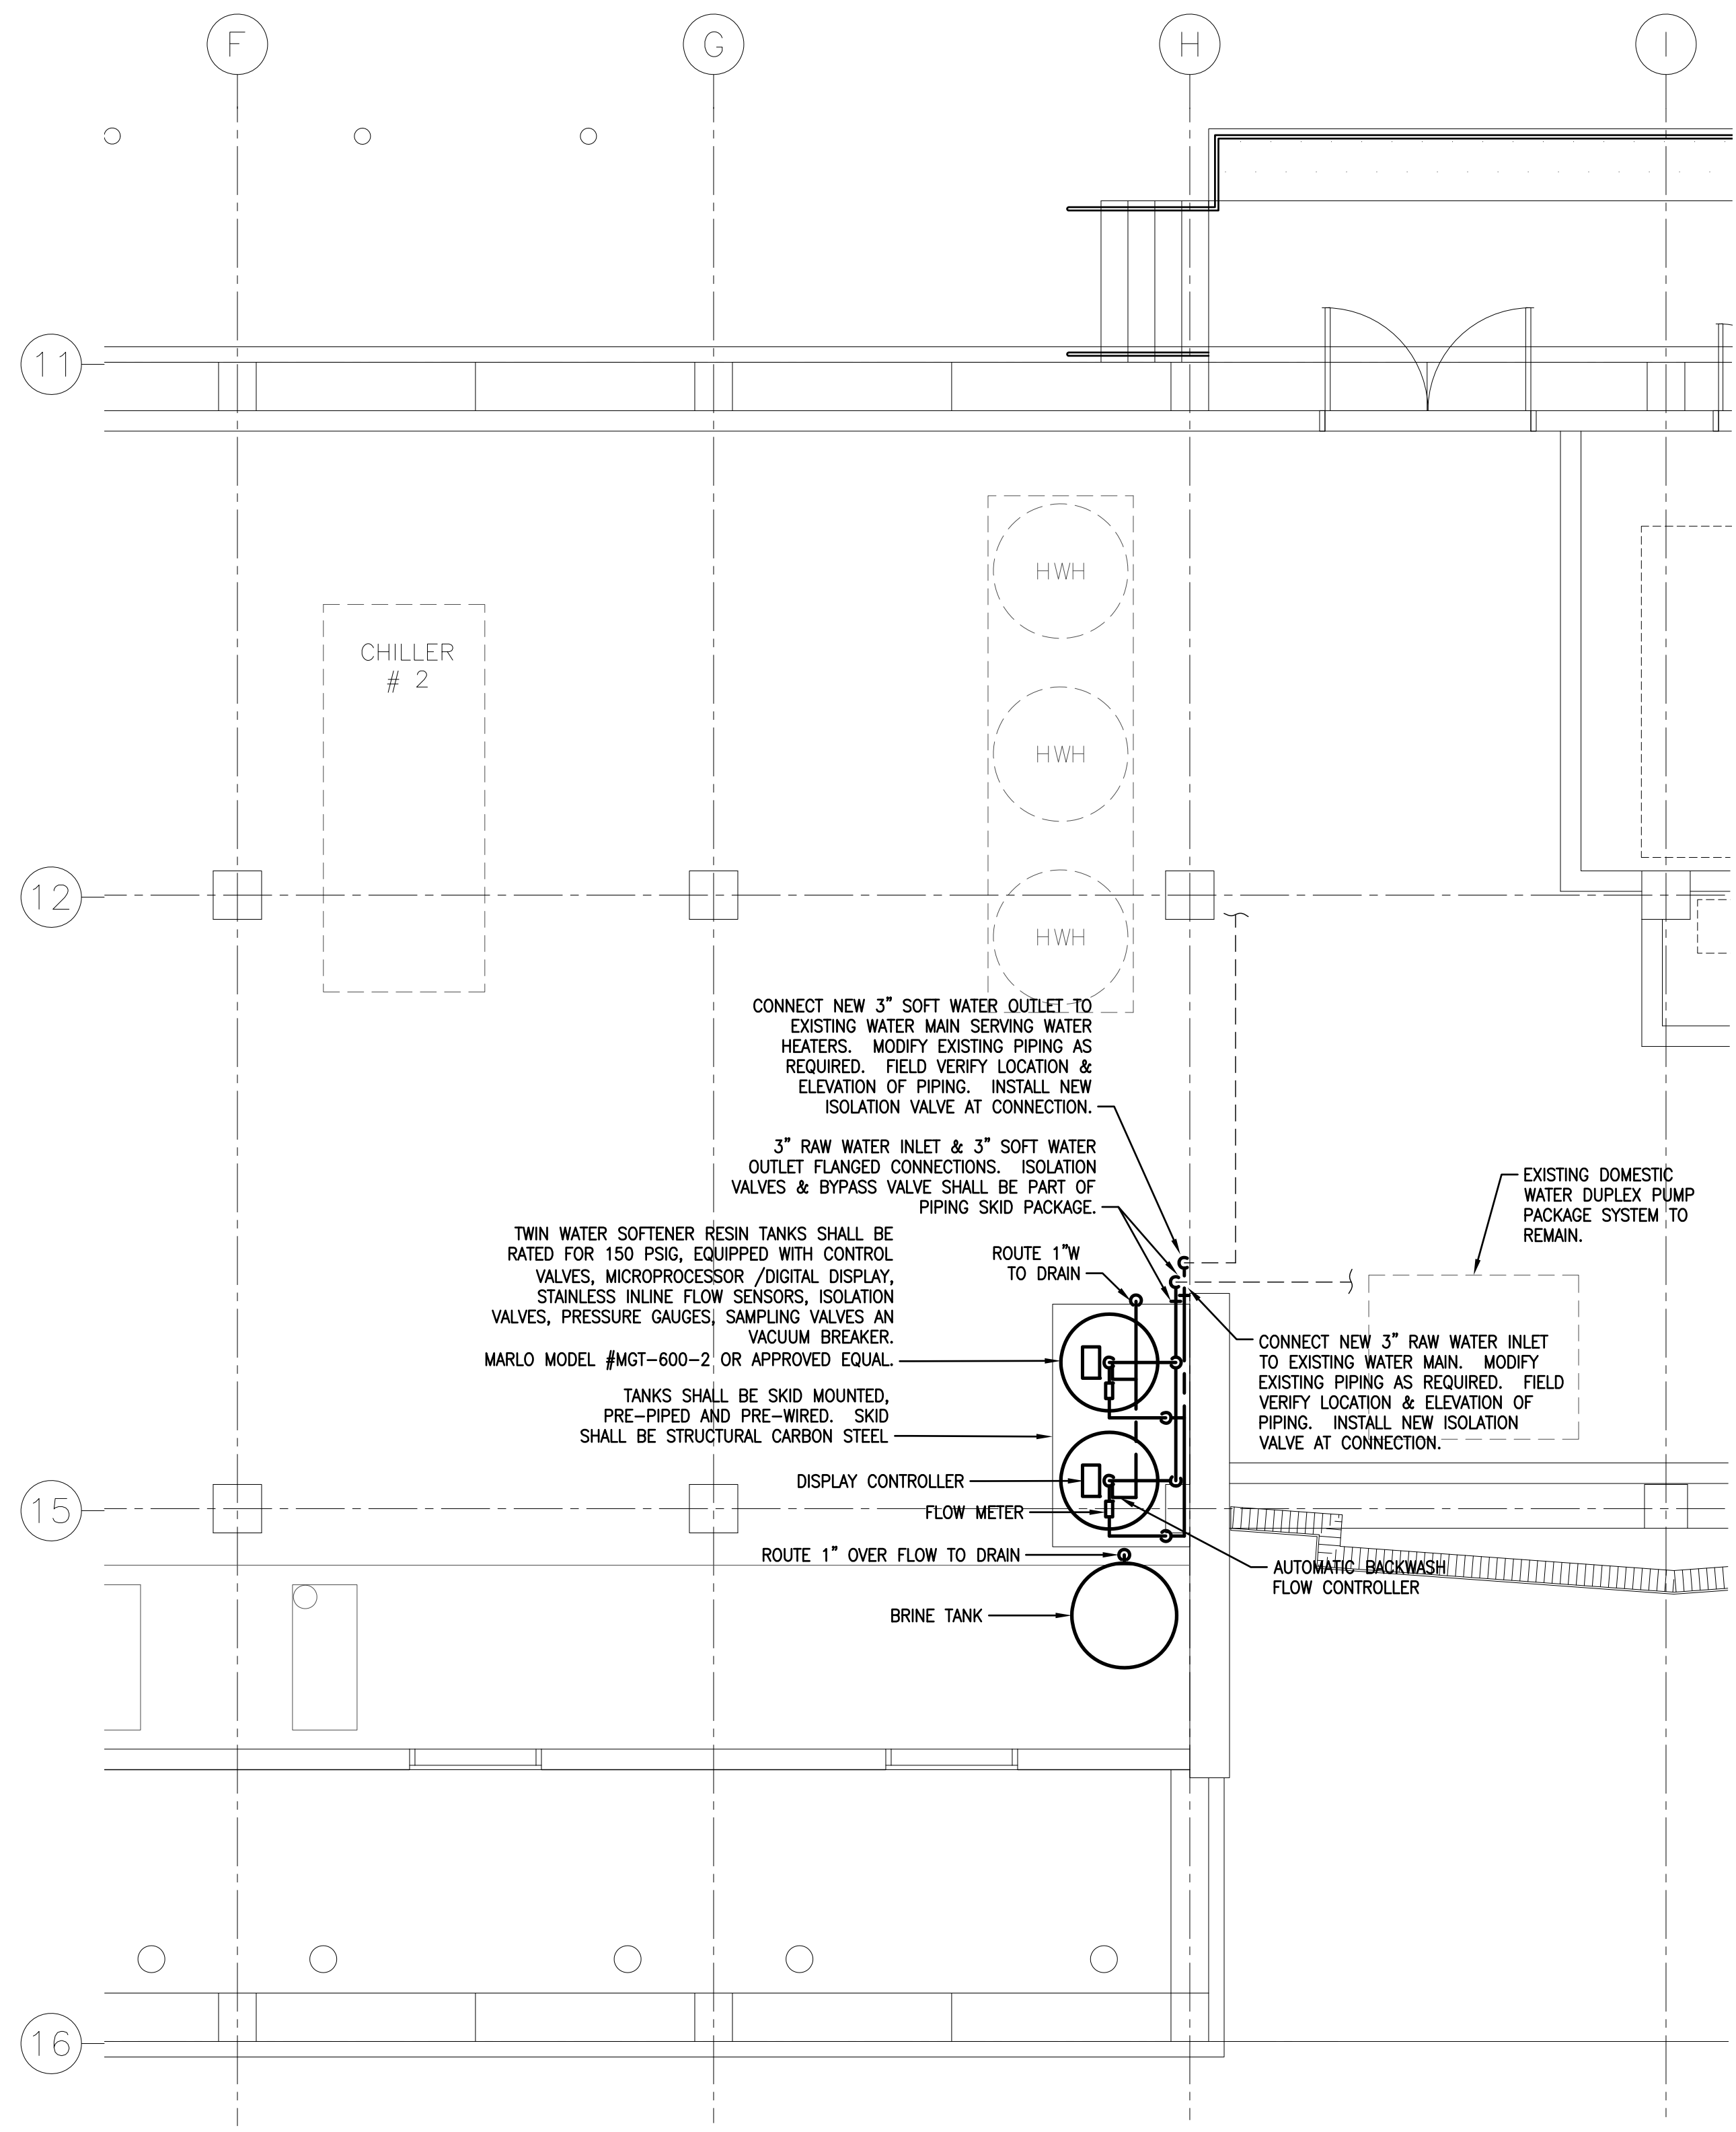 F
G
H
I
11
HWH
CHILLER
# 2
HWH
12
HWH
CONNECT NEW 3" SOFT WATER OUTLET TO
EXISTING WATER MAIN SERVING WATER
HEATERS. MODIFY EXISTING PIPING AS
REQUIRED. FIELD VERIFY LOCATION &
ELEVATION OF PIPING. INSTALL NEW
ISOLATION VALVE AT CONNECTION.
3" RAW WATER INLET & 3" SOFT WATER
OUTLET FLANGED CONNECTIONS. ISOLATION
VALVES & BYPASS VALVE SHALL BE PART OF
PIPING SKID PACKAGE.
EXISTING DOMESTIC
WATER DUPLEX PUMP
PACKAGE SYSTEM TO
REMAIN.
TWIN WATER SOFTENER RESIN TANKS SHALL BE
RATED FOR 150 PSIG, EQUIPPED WITH CONTROL
VALVES, MICROPROCESSOR /DIGITAL DISPLAY,
STAINLESS INLINE FLOW SENSORS, ISOLATION
VALVES, PRESSURE GAUGES, SAMPLING VALVES AN
VACUUM BREAKER.
MARLO MODEL #MGT-600-2 OR APPROVED EQUAL.
ROUTE 1"W
TO DRAIN
CONNECT NEW 3" RAW WATER INLET
TO EXISTING WATER MAIN. MODIFY
EXISTING PIPING AS REQUIRED. FIELD
VERIFY LOCATION & ELEVATION OF
PIPING. INSTALL NEW ISOLATION
VALVE AT CONNECTION.
TANKS SHALL BE SKID MOUNTED,
PRE-PIPED AND PRE-WIRED. SKID
SHALL BE STRUCTURAL CARBON STEEL
DISPLAY CONTROLLER
15
FLOW METER
ROUTE 1" OVER FLOW TO DRAIN
AUTOMATIC BACKWASH
FLOW CONTROLLER
BRINE TANK
16